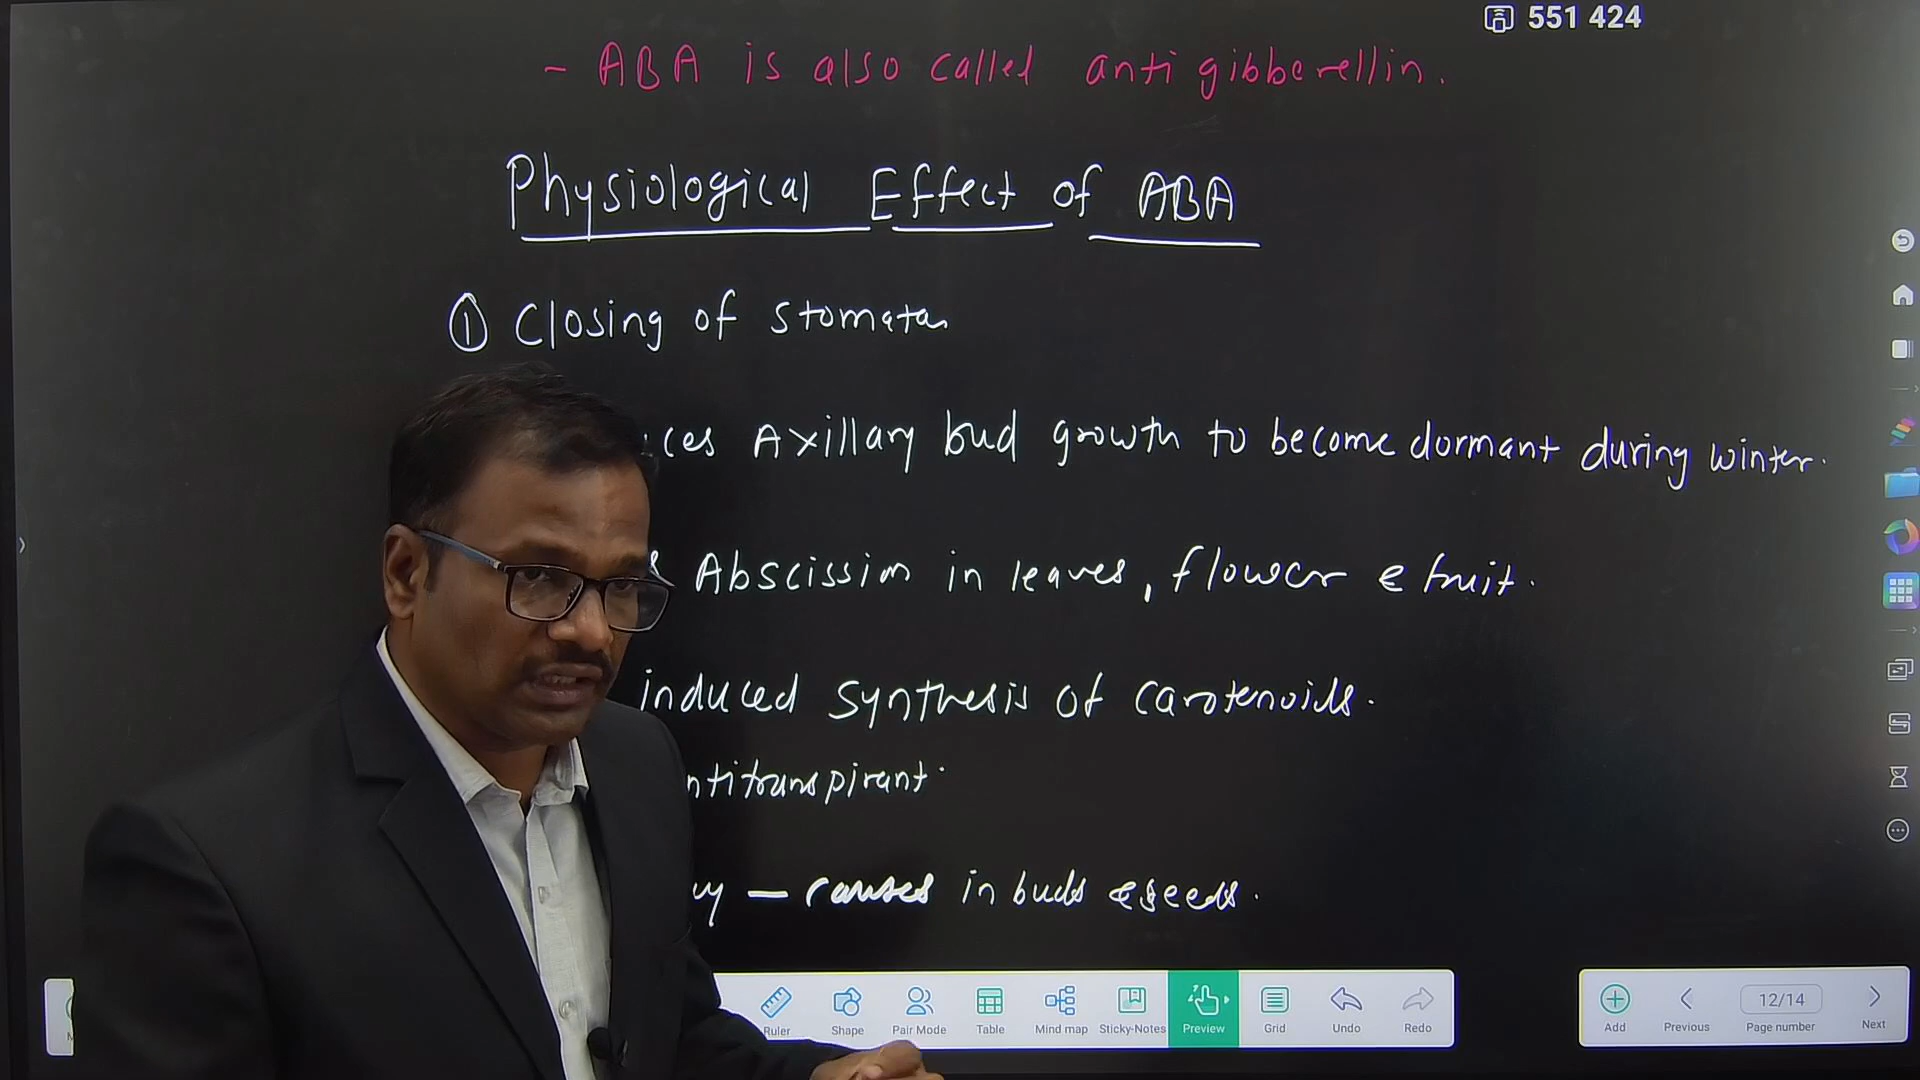 551 424
- ABA is also called anti gibberellin.
Physiological Effect of ABA
① Closing of stomata
Axillary bud growth to become dormant during winter.
Abscission in leaves, flower & fruit.
induced synthesis of carotenoids.
ntitranspirant.
— causes in buds & seeds.
Ruler Shape Pair Mode Table Mind map Sticky-Notes Preview Grid Undo Redo
Add Previous 12/14 Page number Next